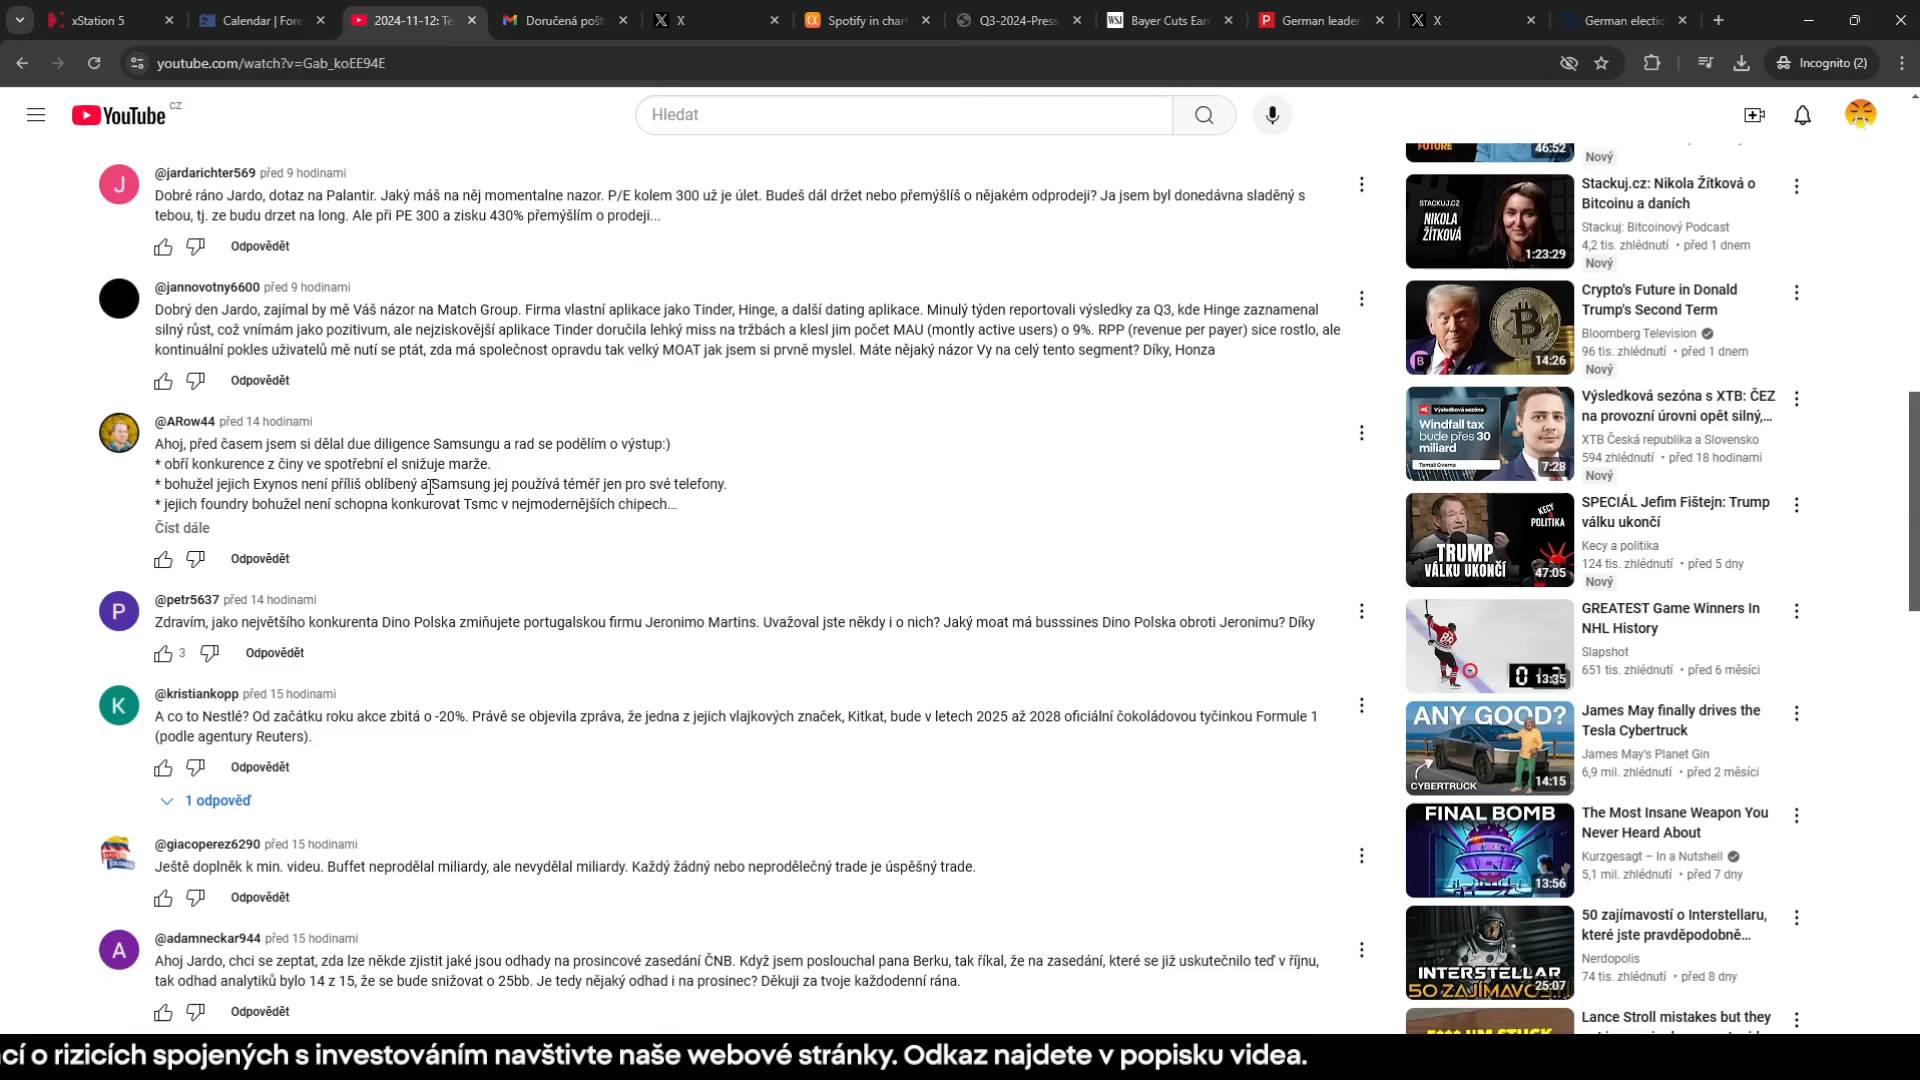 xStation 5
Calendar | Fore
2024-11-12: Te
Doručená pošt
X
Spotify in chart
Q3-2024-Press
WSJ
Bayer Cuts Earn
German leader
X
German electio
youtube.com/watch?v=Gab_koEE94E
Incognito (2)
YouTube CZ
Hledat
@jardarichter569 před 9 hodinami
Dobré ráno Jardo, dotaz na Palantir. Jaký máš na něj momentalne nazor. P/E kolem 300 už je úlet. Budeš dál držet nebo přemýšlíš o nějakém odprodeji? Ja jsem byl donedávna sladěný s
tebou, tj. ze budu drzet na long. Ale při PE 300 a zisku 430% přemýšlím o prodeji...
Odpovědět
@jannovotny6600 před 9 hodinami
Dobrý den Jardo, zajímal by mě Váš názor na Match Group. Firma vlastní aplikace jako Tinder, Hinge, a další dating aplikace. Minulý týden reportovali výsledky za Q3, kde Hinge zaznamenal
silný růst, což vnímám jako pozitivum, ale nejziskovější aplikace Tinder doručila lehký miss na tržbách a klesl jim počet MAU (montly active users) o 9%. RPP (revenue per payer) sice rostlo, ale
kontinuální pokles uživatelů mě nutí se ptát, zda má společnost opravdu tak velký MOAT jak jsem si prvně myslel. Máte nějaký názor Vy na celý tento segment? Díky, Honza
Odpovědět
@ARow44 před 14 hodinami
Ahoj, před časem jsem si dělal due diligence Samsungu a rad se podělím o výstup:)
* obří konkurence z činy ve spotřební el snižuje marže.
* bohužel jejich Exynos není příliš oblíbený a Samsung jej používá téměř jen pro své telefony.
* jejich foundry bohužel není schopna konkurovat Tsmc v nejmodernějších chipech...
Číst dále
Odpovědět
@petr5637 před 14 hodinami
Zdravím, jako největšího konkurenta Dino Polska zmiňujete portugalskou firmu Jeronimo Martins. Uvažoval jste někdy i o nich? Jaký moat má busssines Dino Polska obroti Jeronimu? Díky
3
Odpovědět
@kristiankopp před 15 hodinami
A co to Nestlé? Od začátku roku akce zbitá o -20%. Právě se objevila zpráva, že jedna z jejich vlajkových značek, Kitkat, bude v letech 2025 až 2028 oficiální čokoládovou tyčinkou Formule 1
(podle agentury Reuters).
Odpovědět
1 odpověď
@giacoperez6290 před 15 hodinami
Ještě doplněk k min. videu. Buffet neprodělal miliardy, ale nevydělal miliardy. Každý žádný nebo neprodělečný trade je úspěšný trade.
Odpovědět
@adamneckar944 před 15 hodinami
Ahoj Jardo, chci se zeptat, zda lze někde zjistit jaké jsou odhady na prosincové zasedání ČNB. Když jsem poslouchal pana Berku, tak říkal, že na zasedání, které se již uskutečnilo teď v říjnu,
tak odhad analytiků bylo 14 z 15, že se bude snižovat o 25bb. Je tedy nějaký odhad i na prosinec? Děkuji za tvoje každodenní rána.
Odpovědět
FUTURE
46:52
Nový
STACKUJ.CZ
NIKOLA
ŽÍTKOVÁ
1:23:29
Stackuj.cz: Nikola Žítková o
Bitcoinu a daních
Stackuj: Bitcoinový Podcast
4,2 tis. zhlédnutí • před 1 dnem
Nový
14:26
Crypto's Future in Donald
Trump's Second Term
Bloomberg Television
96 tis. zhlédnutí • před 1 dnem
Nový
Výsledková sezóna
Windfall tax
bude přes 30
miliard
7:28
Výsledková sezóna s XTB: ČEZ
na provozní úrovni opět silný,...
XTB Česká republika a Slovensko
594 zhlédnutí • před 18 hodinami
Nový
KECY
POLITIKA
TRUMP
VÁLKU UKONČÍ
47:05
SPECIÁL Jefim Fištejn: Trump
válku ukončí
Kecy a politika
124 tis. zhlédnutí • před 5 dny
Nový
13:35
GREATEST Game Winners In
NHL History
Slapshot
651 tis. zhlédnutí • před 6 měsíci
ANY GOOD?
CYBERTRUCK
14:15
James May finally drives the
Tesla Cybertruck
James May's Planet Gin
6,9 mil. zhlédnutí • před 2 měsíci
FINAL BOMB
13:56
The Most Insane Weapon You
Never Heard About
Kurzgesagt – In a Nutshell
5,1 mil. zhlédnutí • před 7 dny
INTERSTELLAR
50 ZAJÍMAVOSTÍ
25:07
50 zajímavostí o Interstellaru,
které jste pravděpodobně...
Nerdopolis
74 tis. zhlédnutí • před 8 dny
Lance Stroll mistakes but they
cí o rizicích spojených s investováním navštivte naše webové stránky. Odkaz najdete v popisku videa.